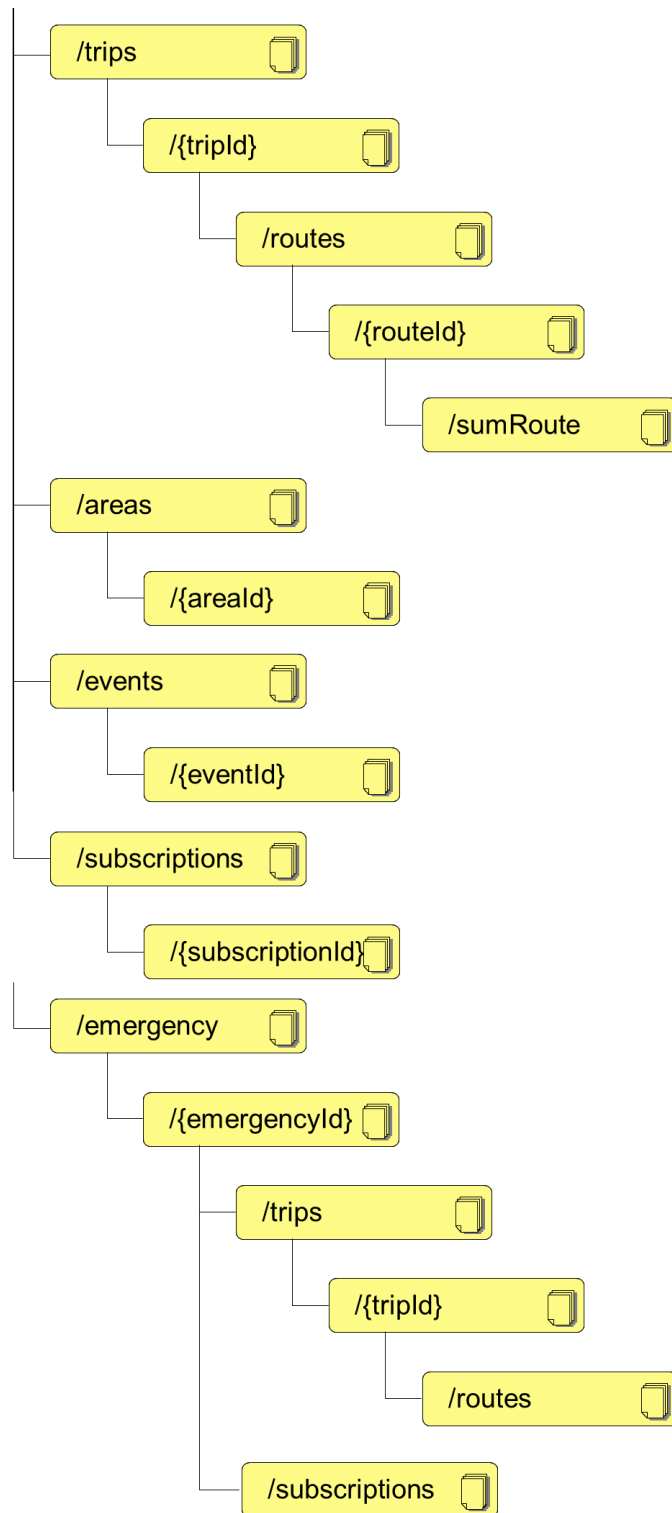 /trips
/{tripId}
/routes
/{routeId}
/sumRoute
/areas
/{areaId}
/events
/{eventId}
/subscriptions
/{subscriptionId}
/emergency
/{emergencyId}
/trips
/{tripId}
/routes
/subscriptions